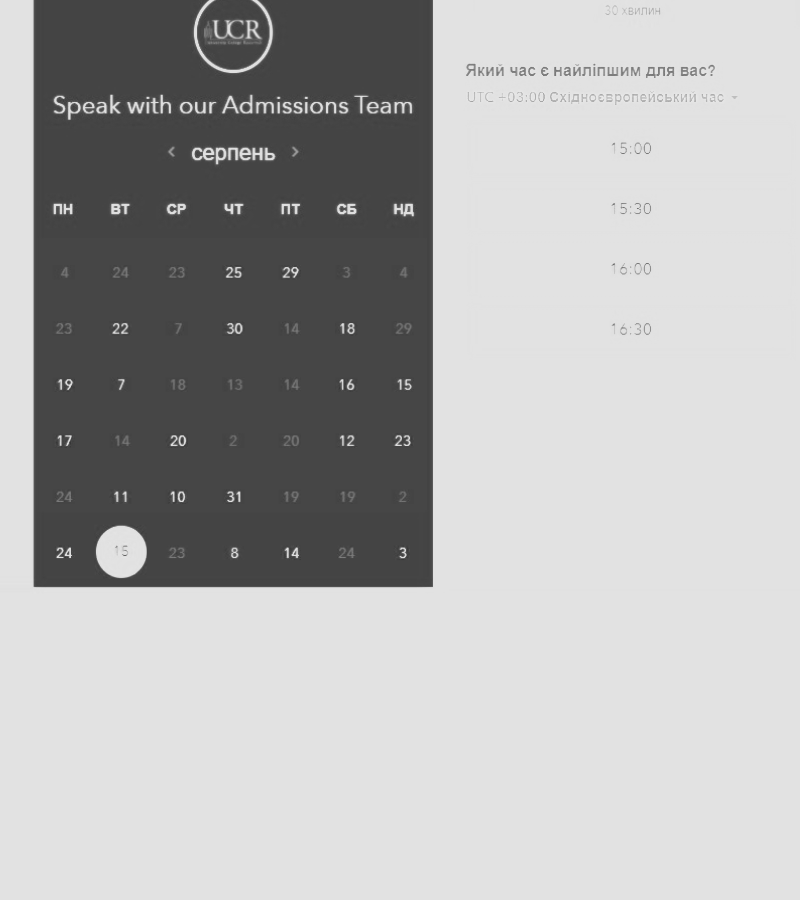 UCR
Speak with our Admissions Team
серпень
ПН ВТ СР ЧТ ПТ СБ НД
4 24 23 25 29 3 4
23 22 7 30 14 18 29
19 7 18 13 14 16 15
17 14 20 2 20 12 23
24 11 10 31 19 19 2
24 15 23 8 14 24 3
30 хвилин
Який час є найліпшим для вас?
UTC +03:00 Східноєвропейський час
15:00
15:30
16:00
16:30